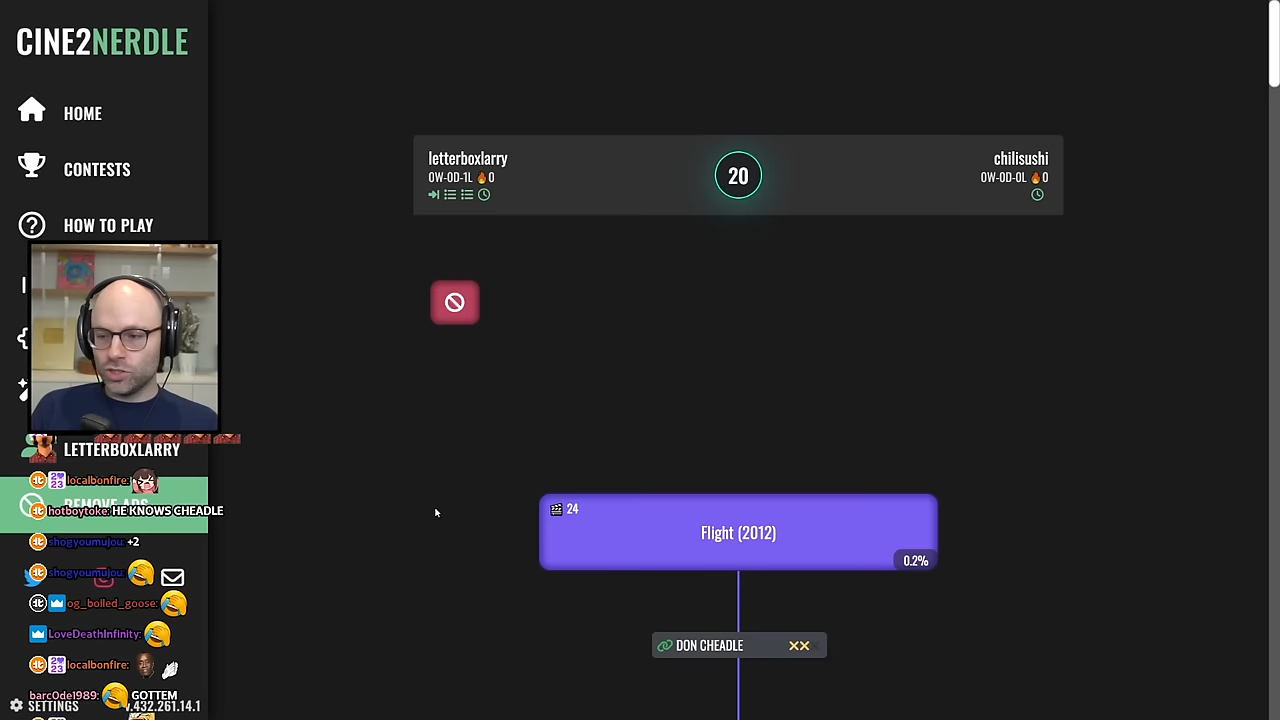 CINE2NERDLE
HOME
CONTESTS
HOW TO PLAY
LETTERBOXLARRY
REMOVE ADS
localbonfire:
hotboytoke: HE KNOWS CHEADLE
shogyoumujou: +2
shogyoumujou:
og_boiled_goose:
LoveDeathInfinity:
localbonfire:
barc0de1989: GOTTEM
SETTINGS
V.432.261.14.1
letterboxlarry
0W-0D-1L 0
20
chilisushi
0W-0D-0L 0
24
Flight (2012)
0.2%
DON CHEADLE